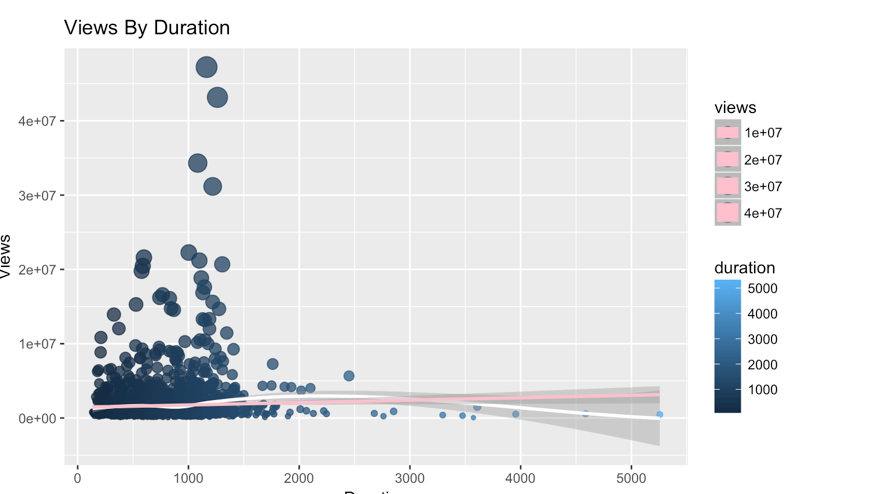 Views By Duration
Views
4e+07
3e+07
2e+07
1e+07
0e+00
0 1000 2000 3000 4000 5000
views
1e+07
2e+07
3e+07
4e+07
duration
5000
4000
3000
2000
1000